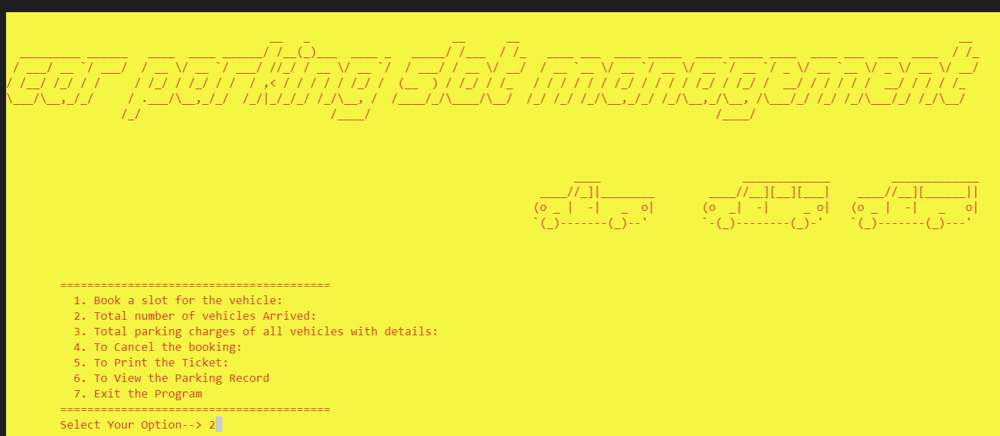 car parking slot management
========================================
1. Book a slot for the vehicle:
2. Total number of vehicles Arrived:
3. Total parking charges of all vehicles with details:
4. To Cancel the booking:
5. To Print the Ticket:
6. To View the Parking Record
7. Exit the Program
========================================
Select Your Option--> 2